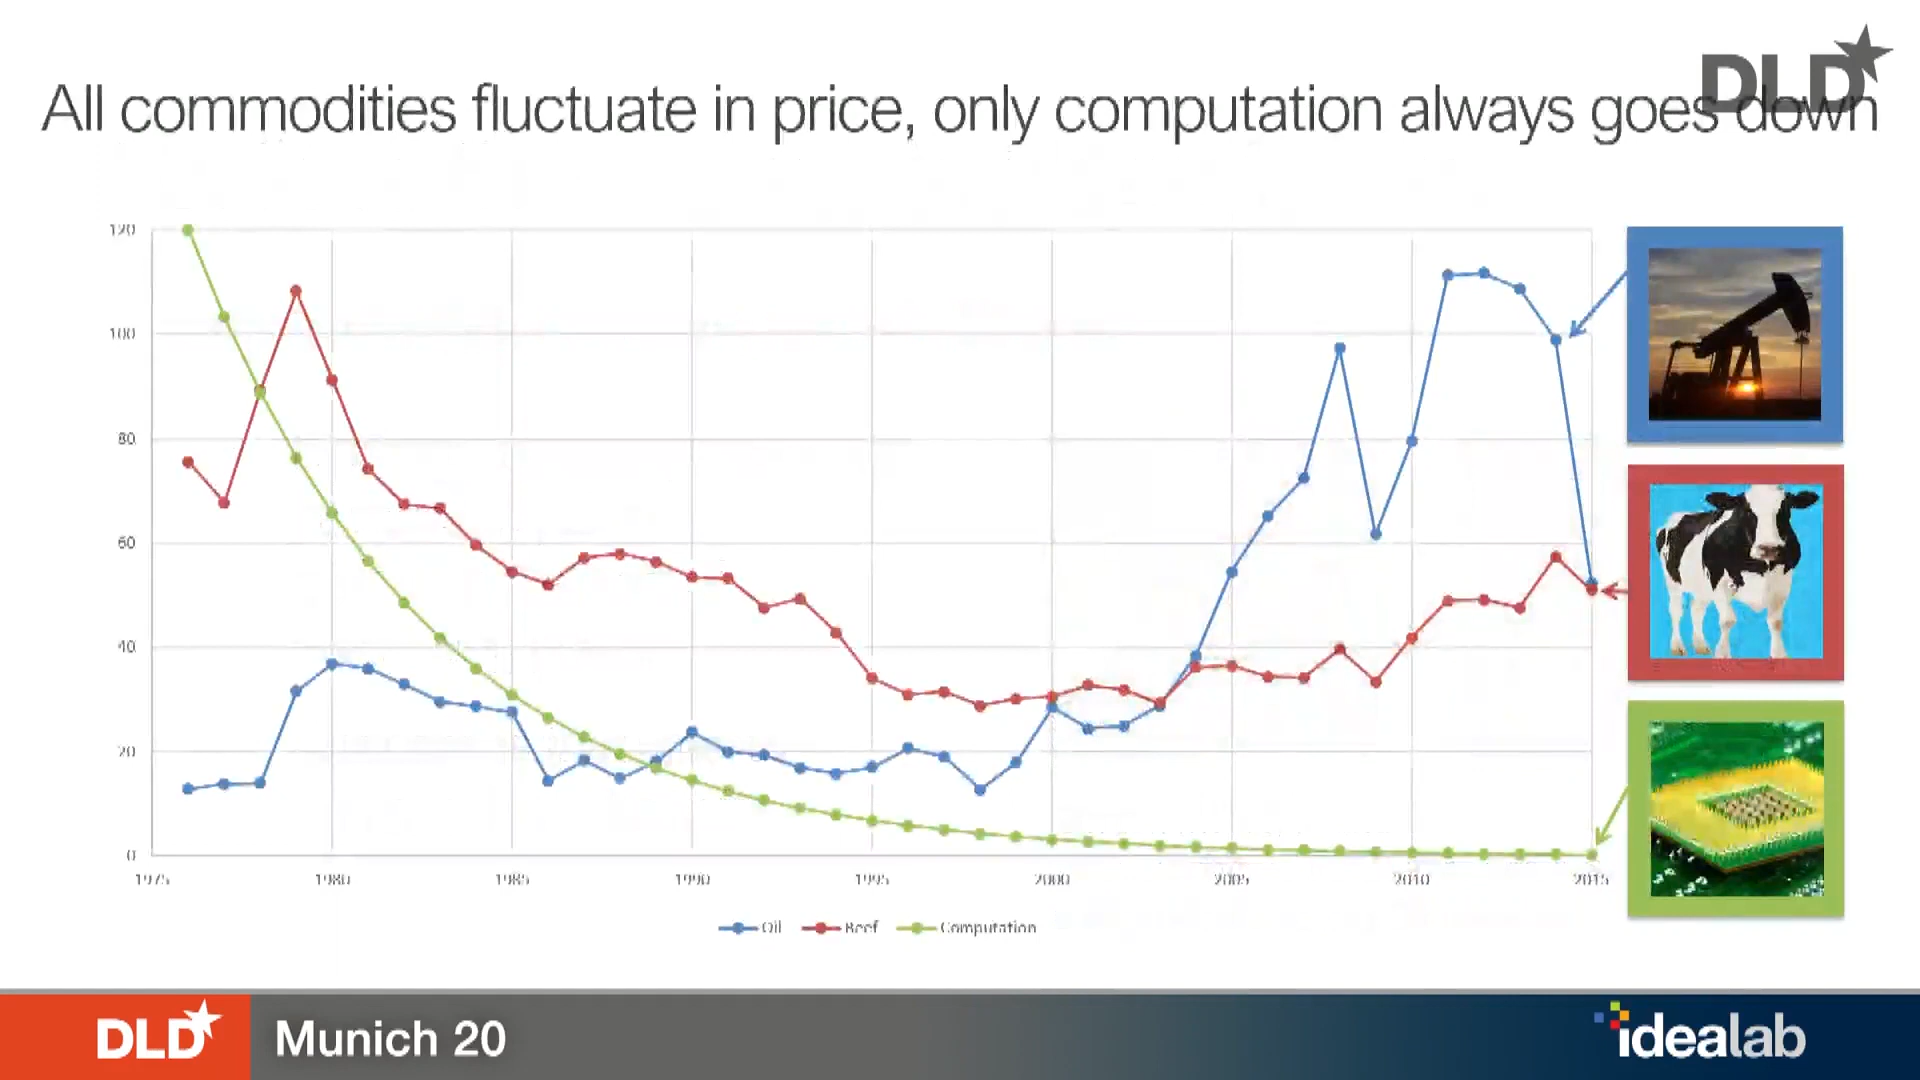 DLD
All commodities fluctuate in price, only computation always goes down
120
100
80
60
40
20
0
1975 1980 1985 1990 1995 2000 2005 2010 2015
Oil Beef Computation
DLD Munich 20 idealab